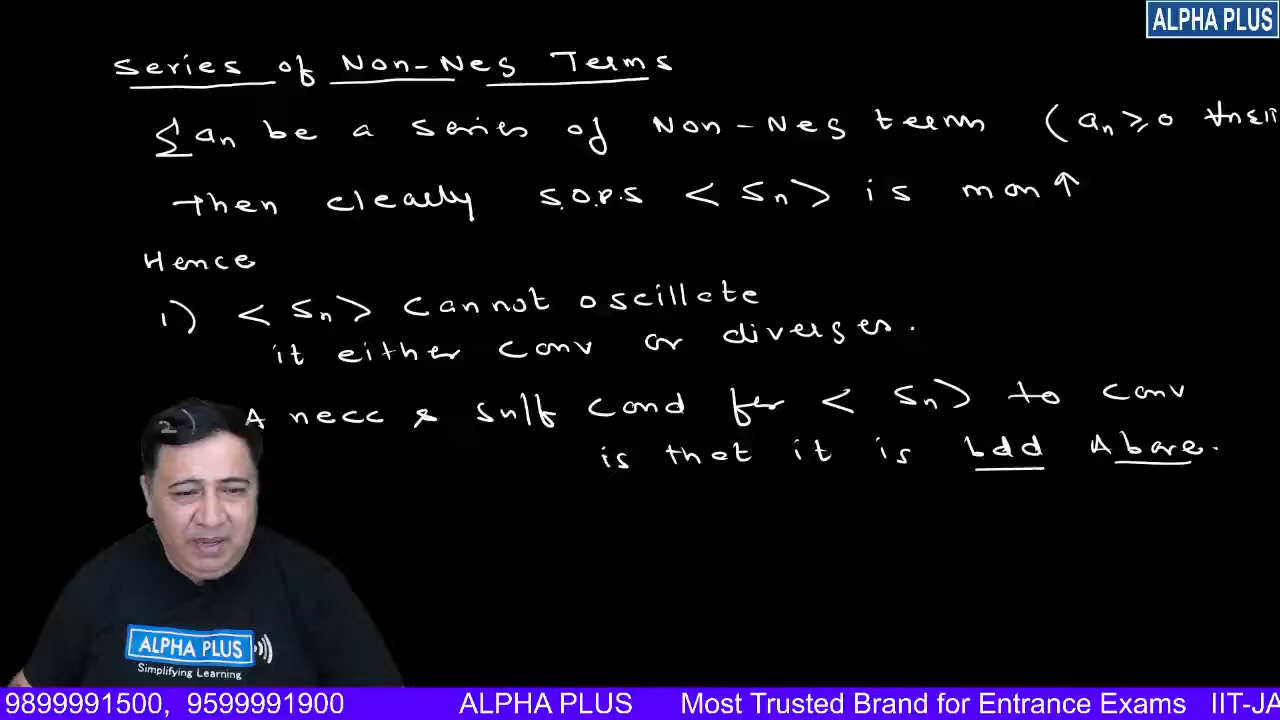 ALPHA PLUS
Series of Non-Neg Terms
∑an be a series of Non-Neg terms (an ≥ 0 ∀n∈
Then clearly S.O.P.S <Sn> is mon ↑
Hence
1) <Sn> cannot oscillate
it either conv or diverges.
2) A necc & suff cond for <Sn> to conv
is that it is bdd Above.
ALPHA PLUS
Simplifying Learning
9899991500, 9599991900 ALPHA PLUS Most Trusted Brand for Entrance Exams IIT-JA